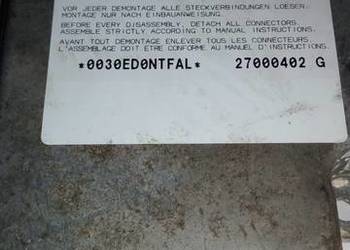 VOR JEDER DEMONTAGE ALLE STECKVERBINDUNGEN LOESEN.
MONTAGE NUR NACH EINBAUANWEISUNG.
BEFORE EVERY DISASSEMBLY, DETACH ALL CONNECTORS.
ASSEMBLE STRICTLY ACCORDING TO MANUAL INSTRUCTIONS.
AVANT TOUT DEMONTAGE ENLEVER TOUS LES CONNECTEURS.
L'ASSEMBLAGE DOIT ETRE CONFORME AU MANUEL D'INSTRUCTIONS.
*0030ED0NTFAL* 27000402 G